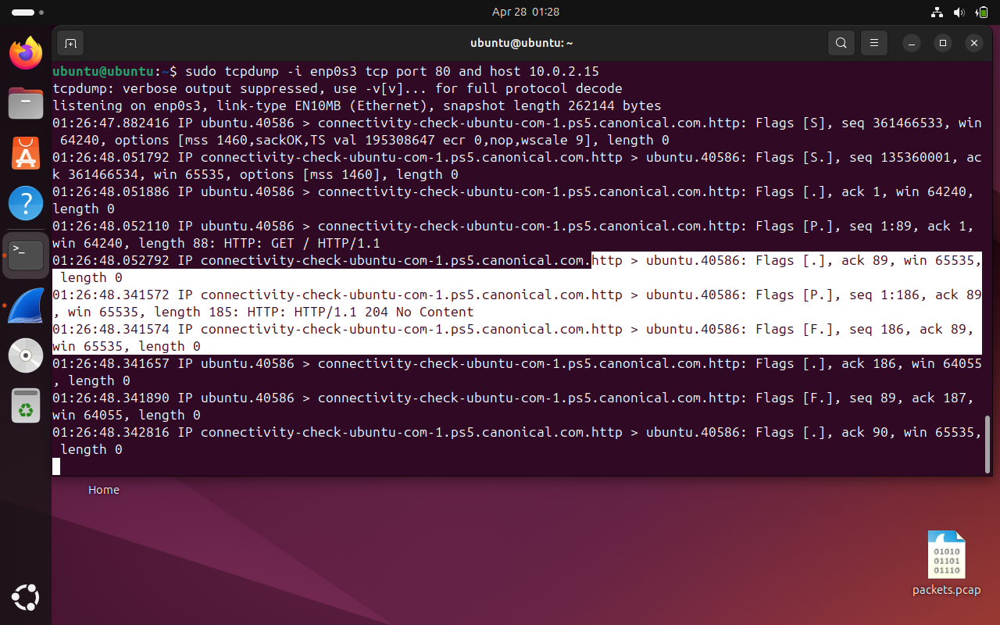 Apr 28 01:28
ubuntu@ubuntu: ~
ubuntu@ubuntu:~$ sudo tcpdump -i enp0s3 tcp port 80 and host 10.0.2.15
tcpdump: verbose output suppressed, use -v[v]... for full protocol decode
listening on enp0s3, link-type EN10MB (Ethernet), snapshot length 262144 bytes
01:26:47.882416 IP ubuntu.40586 > connectivity-check-ubuntu-com-1.ps5.canonical.com.http: Flags [S], seq 361466533, win
 64240, options [mss 1460,sackOK,TS val 195308647 ecr 0,nop,wscale 9], length 0
01:26:48.051792 IP connectivity-check-ubuntu-com-1.ps5.canonical.com.http > ubuntu.40586: Flags [S.], seq 135360001, ac
k 361466534, win 65535, options [mss 1460], length 0
01:26:48.051886 IP ubuntu.40586 > connectivity-check-ubuntu-com-1.ps5.canonical.com.http: Flags [.], ack 1, win 64240,
length 0
01:26:48.052110 IP ubuntu.40586 > connectivity-check-ubuntu-com-1.ps5.canonical.com.http: Flags [P.], seq 1:89, ack 1,
win 64240, length 88: HTTP: GET / HTTP/1.1
01:26:48.052792 IP connectivity-check-ubuntu-com-1.ps5.canonical.com.http > ubuntu.40586: Flags [.], ack 89, win 65535,
 length 0
01:26:48.341572 IP connectivity-check-ubuntu-com-1.ps5.canonical.com.http > ubuntu.40586: Flags [P.], seq 1:186, ack 89
, win 65535, length 185: HTTP: HTTP/1.1 204 No Content
01:26:48.341574 IP connectivity-check-ubuntu-com-1.ps5.canonical.com.http > ubuntu.40586: Flags [F.], seq 186, ack 89,
win 65535, length 0
01:26:48.341657 IP ubuntu.40586 > connectivity-check-ubuntu-com-1.ps5.canonical.com.http: Flags [.], ack 186, win 64055
, length 0
01:26:48.341890 IP ubuntu.40586 > connectivity-check-ubuntu-com-1.ps5.canonical.com.http: Flags [F.], seq 89, ack 187,
win 64055, length 0
01:26:48.342816 IP connectivity-check-ubuntu-com-1.ps5.canonical.com.http > ubuntu.40586: Flags [.], ack 90, win 65535,
 length 0
Home
01010
01101
01110
packets.pcap